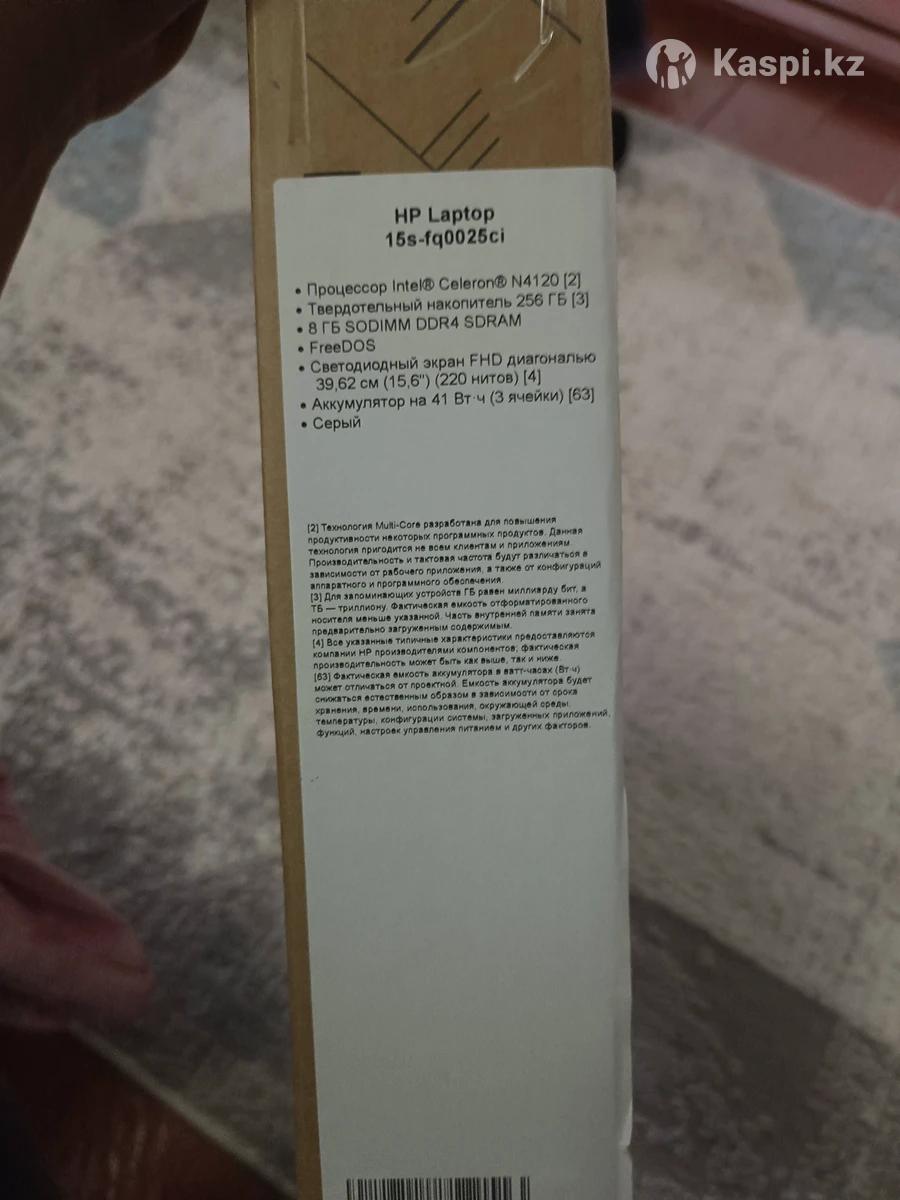 Kaspi.kz
HP Laptop
15s-fq0025ci
• Процессор Intel® Celeron® N4120 [2]
• Твердотельный накопитель 256 ГБ [3]
• 8 ГБ SODIMM DDR4 SDRAM
• FreeDOS
• Светодиодный экран FHD диагональю
39,62 см (15,6") (220 нитов) [4]
• Аккумулятор на 41 Вт·ч (3 ячейки) [63]
• Серый
[2] Технология Multi-Core разработана для повышения
продуктивности некоторых программных продуктов. Данная
технология пригодится не всем клиентам и приложениям.
Производительность и тактовая частота будут различаться в
зависимости от рабочего приложения, а также от конфигураций
аппаратного и программного обеспечения.
[3] Для запоминающих устройств ГБ равен миллиарду бит, а
ТБ — триллиону. Фактическая емкость отформатированного
носителя меньше указанной. Часть внутренней памяти занята
предварительно загруженным содержимым.
[4] Все указанные типичные характеристики предоставляются
компании HP производителями компонентов; фактическая
производительность может быть как выше, так и ниже.
[63] Фактическая емкость аккумулятора в ватт-часах (Вт·ч)
может отличаться от проектной. Емкость аккумулятора будет
снижаться естественным образом в зависимости от срока
хранения, времени, использования, окружающей среды,
температуры, конфигурации системы, загруженных приложений,
функций, настроек управления питанием и других факторов.